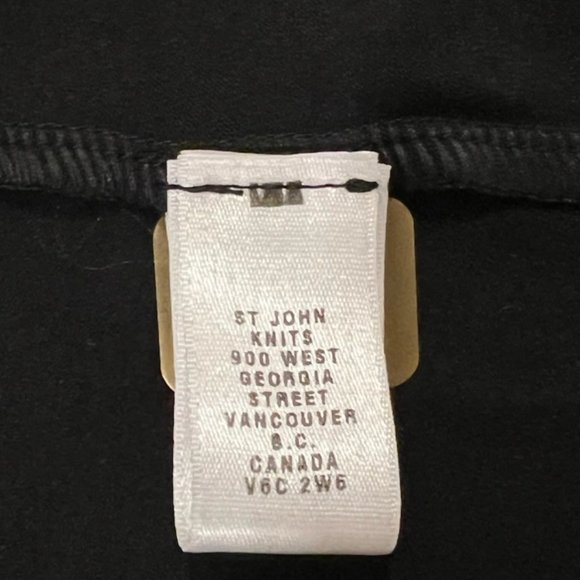 ST JOHN
KNITS
900 WEST
GEORGIA
STREET
VANCOUVER
B.C.
CANADA
V6C 2W6